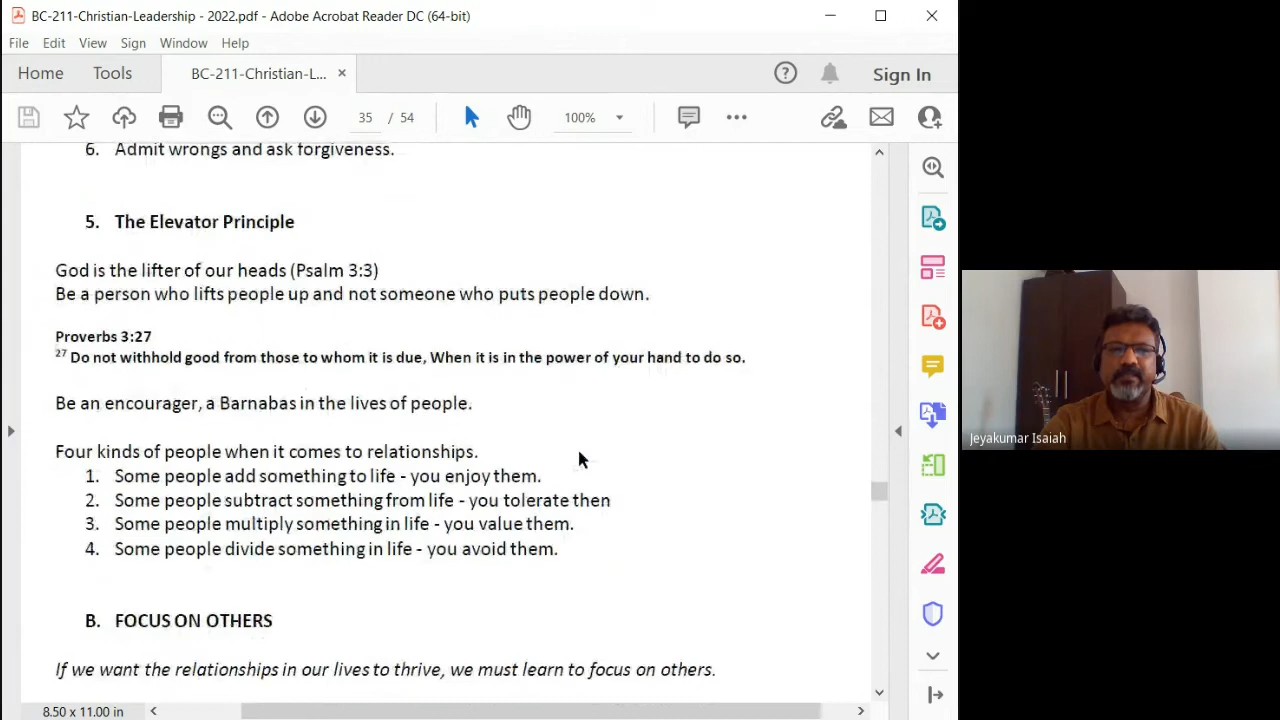 BC-211-Christian-Leadership - 2022.pdf - Adobe Acrobat Reader DC (64-bit)
File Edit View Sign Window Help
Home Tools BC-211-Christian-L... × Sign In
35 / 54 100%
6. Admit wrongs and ask forgiveness.
5. The Elevator Principle
God is the lifter of our heads (Psalm 3:3)
Be a person who lifts people up and not someone who puts people down.
Proverbs 3:27
27 Do not withhold good from those to whom it is due, When it is in the power of your hand to do so.
Be an encourager, a Barnabas in the lives of people.
Four kinds of people when it comes to relationships.
1. Some people add something to life - you enjoy them.
2. Some people subtract something from life - you tolerate then
3. Some people multiply something in life - you value them.
4. Some people divide something in life - you avoid them.
B. FOCUS ON OTHERS
If we want the relationships in our lives to thrive, we must learn to focus on others.
8.50 x 11.00 in
Jeyakumar Isaiah